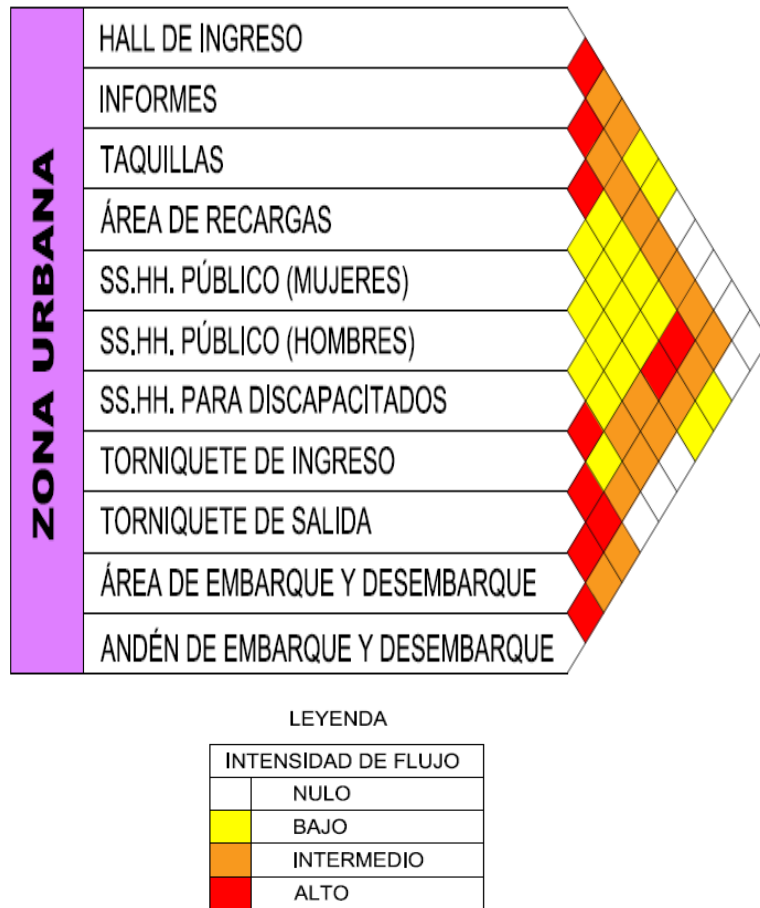 ZONA URBANA
HALL DE INGRESO
INFORMES
TAQUILLAS
ÁREA DE RECARGAS
SS.HH. PÚBLICO (MUJERES)
SS.HH. PÚBLICO (HOMBRES)
SS.HH. PARA DISCAPACITADOS
TORNIQUETE DE INGRESO
TORNIQUETE DE SALIDA
ÁREA DE EMBARQUE Y DESEMBARQUE
ANDÉN DE EMBARQUE Y DESEMBARQUE
LEYENDA
INTENSIDAD DE FLUJO
NULO
BAJO
INTERMEDIO
ALTO